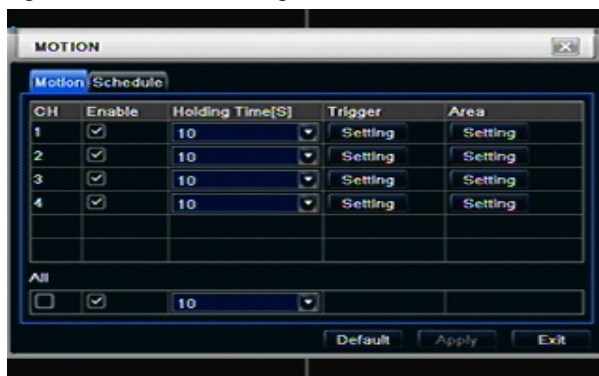 MOTION
Motion Schedule
CH Enable Holding Time[S] Trigger Area
1 10 Setting Setting
2 10 Setting Setting
3 10 Setting Setting
4 10 Setting Setting
All
10
Default Apply Exit